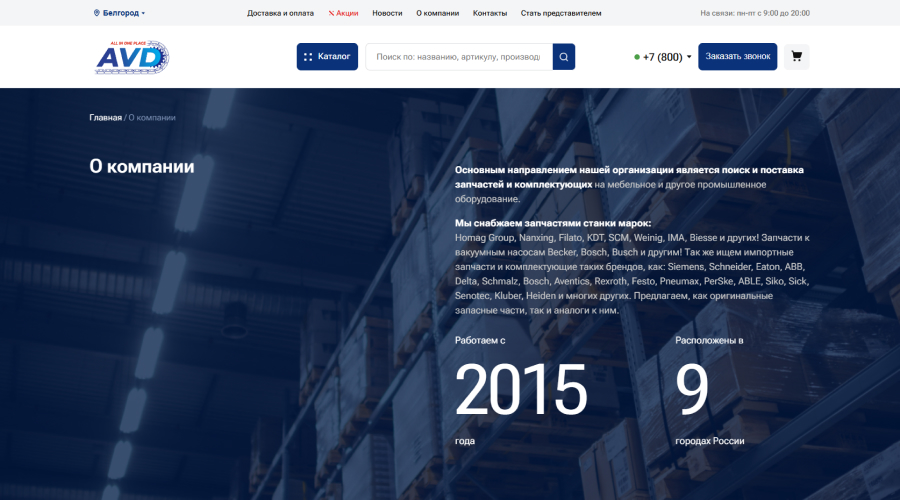 Белгород
Доставка и оплата
% Акции
Новости
О компании
Контакты
Стать представителем
На связи: пн-пт с 9:00 до 20:00
ALL IN ONE PLACE
AVD
Каталог
Поиск по: названию, артикулу, производ
+7 (800)
Заказать звонок
Главная / О компании
О компании
Основным направлением нашей организации является поиск и поставка
запчастей и комплектующих на мебельное и другое промышленное
оборудование.
Мы снабжаем запчастями станки марок:
Homag Group, Nanxing, Filato, KDT, SCM, Weinig, IMA, Biesse и других! Запчасти к
вакуумным насосам Becker, Bosch, Busch и другим! Так же ищем импортные
запчасти и комплектующие таких брендов, как: Siemens, Schneider, Eaton, ABB,
Delta, Schmalz, Bosch, Aventics, Rexroth, Festo, Pneumax, PerSke, ABLE, Siko, Sick,
Senotec, Kluber, Heiden и многих других. Предлагаем, как оригинальные
запасные части, так и аналоги к ним.
Работаем с
2015
года
Расположены в
9
городах России